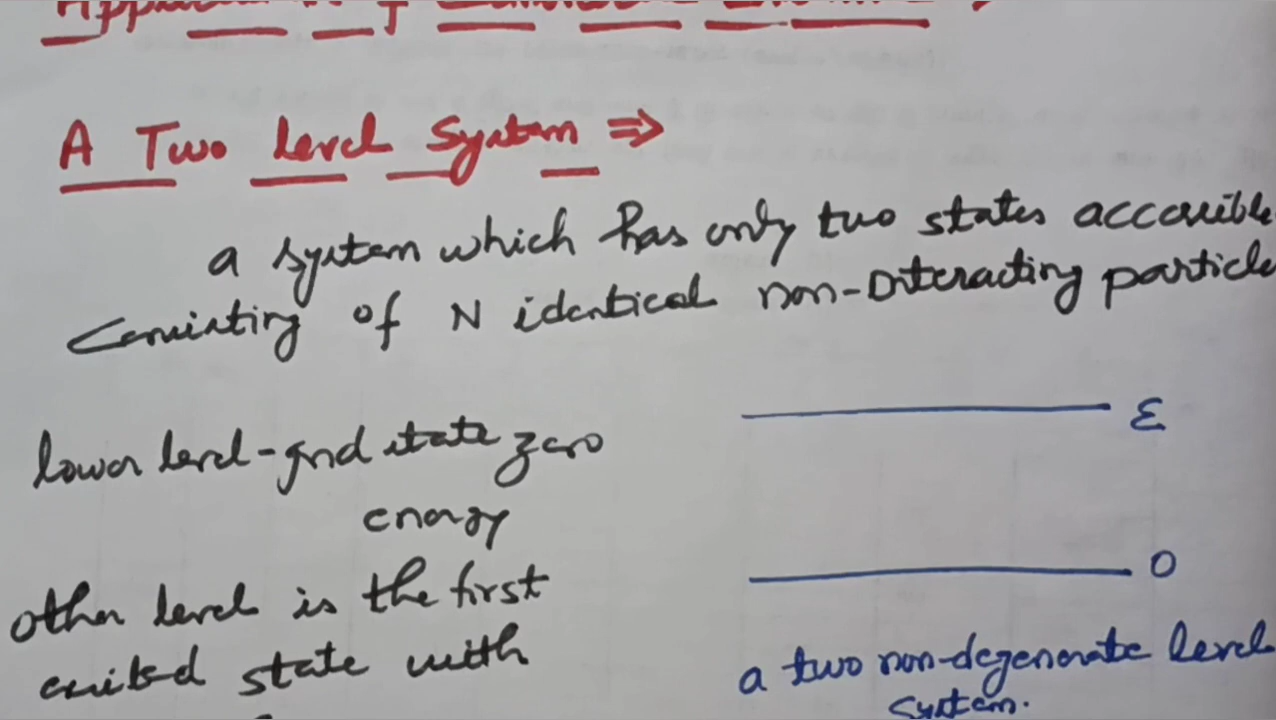 A Two level System ⇒
a system which has only two states accessible
consisting of N identical non-Interacting particle
lower level-gnd state zero
energy
other level is the first
excited state with
ε
0
a two non-degenerate level
System.